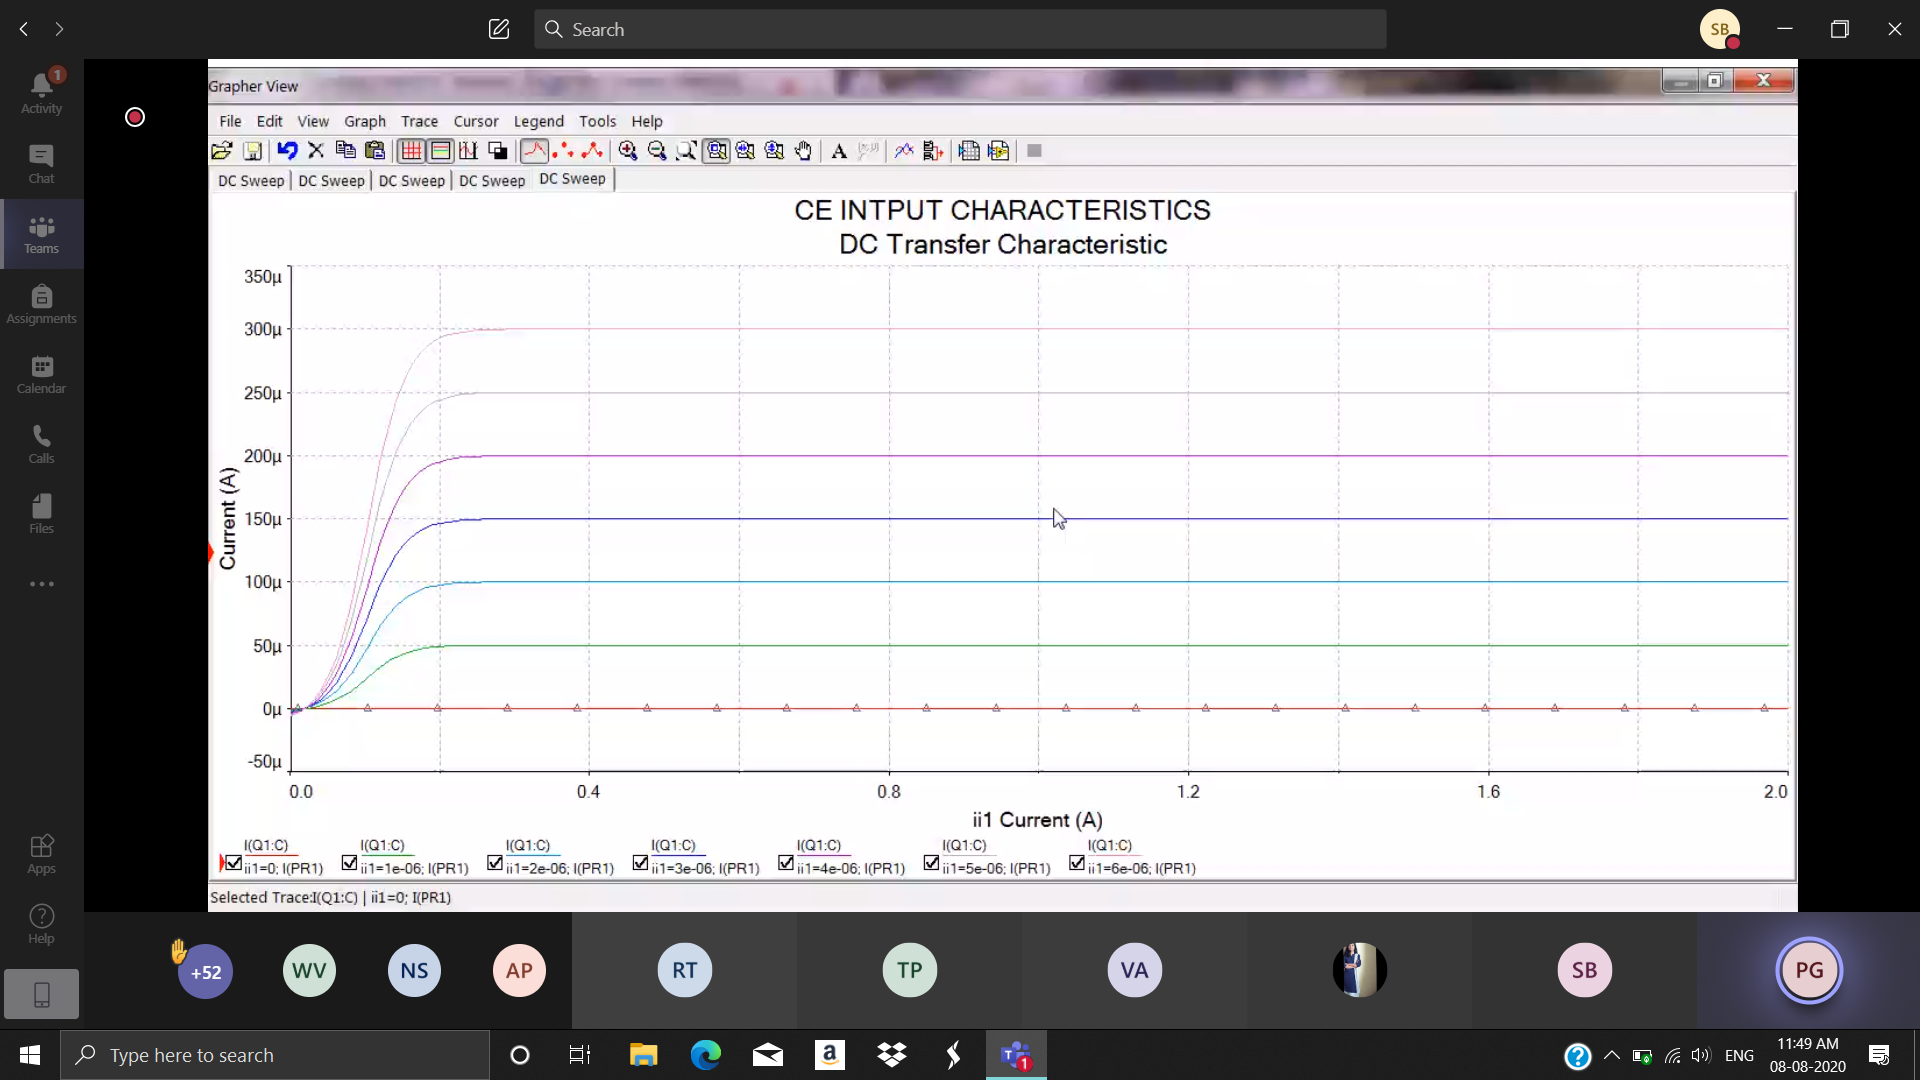 Search
SB
1
Activity
Chat
Teams
Assignments
Calendar
Calls
Files
Apps
Help
Grapher View
File Edit View Graph Trace Cursor Legend Tools Help
A
DC Sweep DC Sweep DC Sweep DC Sweep DC Sweep
CE INTPUT CHARACTERISTICS
DC Transfer Characteristic
350μ
300μ
250μ
200μ
150μ
100μ
50μ
0μ
-50μ
Current (A)
0.0 0.4 0.8 1.2 1.6 2.0
ii1 Current (A)
I(Q1:C) I(Q1:C) I(Q1:C) I(Q1:C) I(Q1:C) I(Q1:C) I(Q1:C)
ii1=0; I(PR1) ii1=1e-06; I(PR1) ii1=2e-06; I(PR1) ii1=3e-06; I(PR1) ii1=4e-06; I(PR1) ii1=5e-06; I(PR1) ii1=6e-06; I(PR1)
Selected Trace:I(Q1:C) | ii1=0; I(PR1)
+52 WV NS AP RT TP VA SB PG
Type here to search
a
1
ENG
11:49 AM
08-08-2020